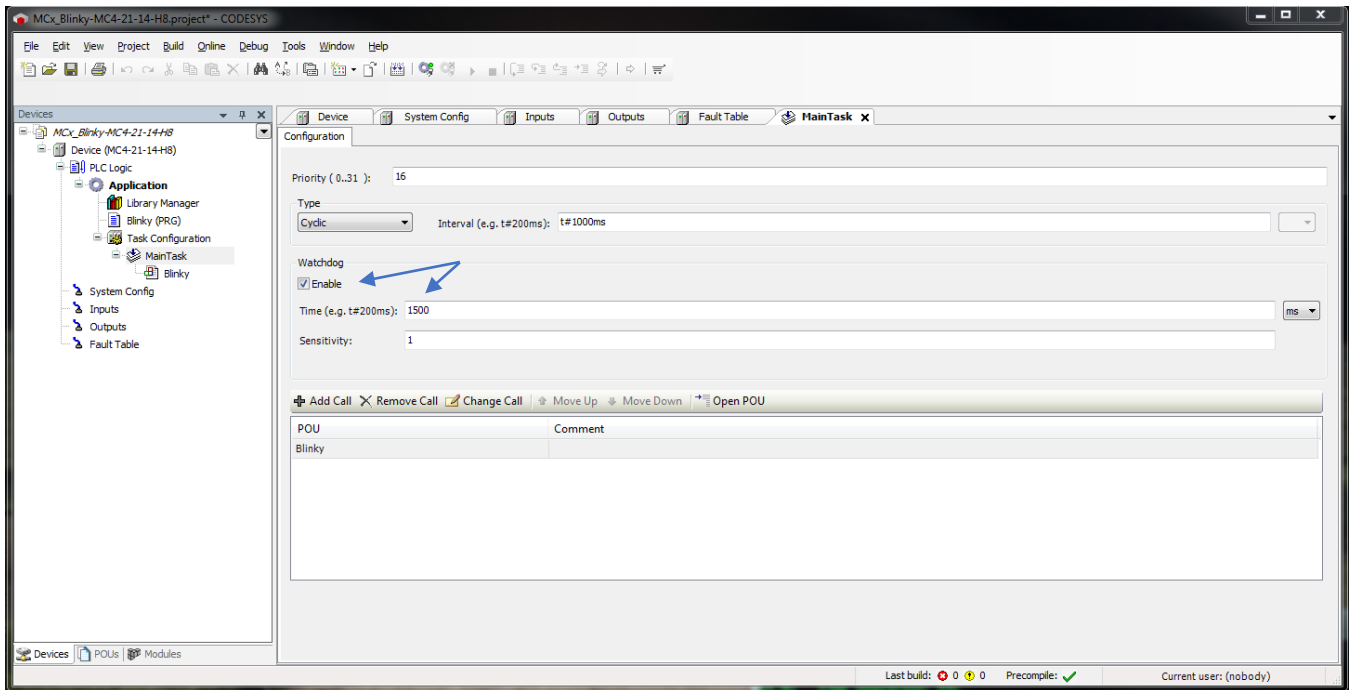 MCx_Blinky-MC4-21-14-H8.project* - CODESYS
File Edit View Project Build Online Debug Tools Window Help
Devices
MCx_Blinky-MC4-21-14-H8
Device (MC4-21-14-H8)
PLC Logic
Application
Library Manager
Blinky (PRG)
Task Configuration
MainTask
Blinky
System Config
Inputs
Outputs
Fault Table
Devices POUs Modules
Device System Config Inputs Outputs Fault Table MainTask
Configuration
Priority ( 0..31 ): 16
Type
Cyclic Interval (e.g. t#200ms): t#1000ms
Watchdog
Enable
Time (e.g. t#200ms): 1500 ms
Sensitivity: 1
Add Call Remove Call Change Call Move Up Move Down Open POU
POU Comment
Blinky
Last build: 0 0 Precompile: Current user: (nobody)